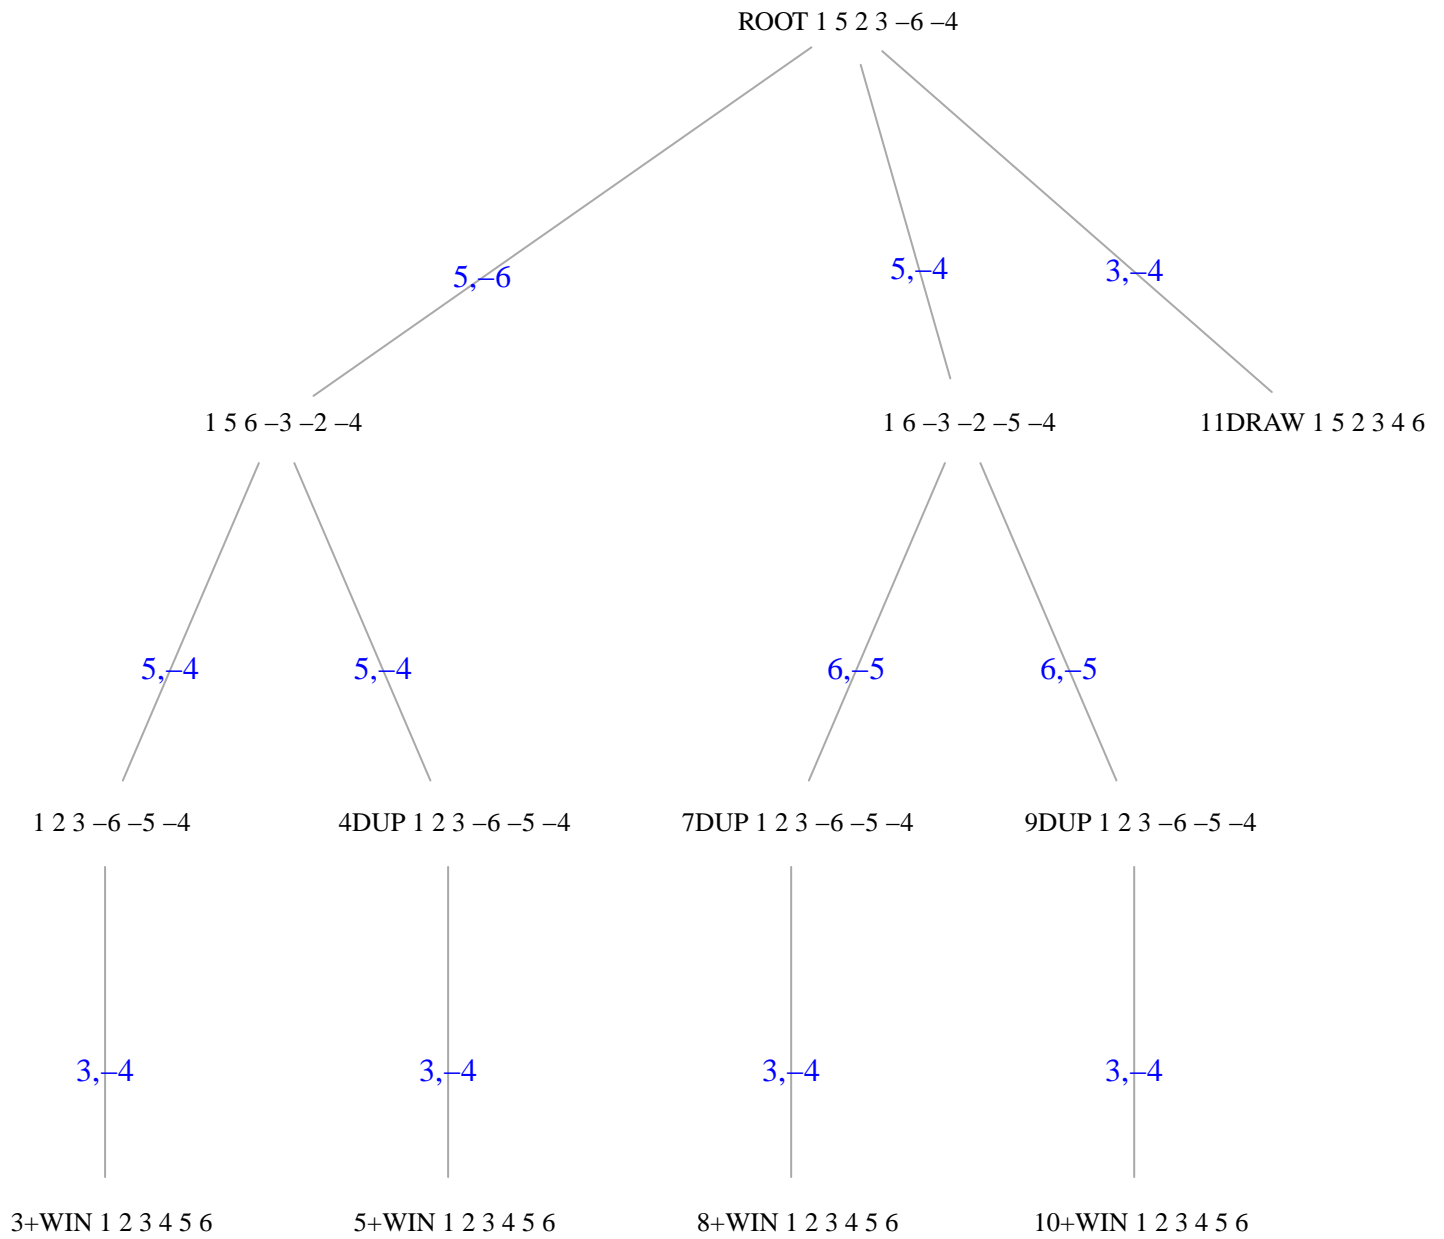 ROOT 1 5 2 3 –6 –4
5,–6
5,–4
3,–4
1 5 6 –3 –2 –4
1 6 –3 –2 –5 –4
11DRAW 1 5 2 3 4 6
5,–4
5,–4
6,–5
6,–5
1 2 3 –6 –5 –4
4DUP 1 2 3 –6 –5 –4
7DUP 1 2 3 –6 –5 –4
9DUP 1 2 3 –6 –5 –4
3,–4
3,–4
3,–4
3,–4
3+WIN 1 2 3 4 5 6
5+WIN 1 2 3 4 5 6
8+WIN 1 2 3 4 5 6
10+WIN 1 2 3 4 5 6